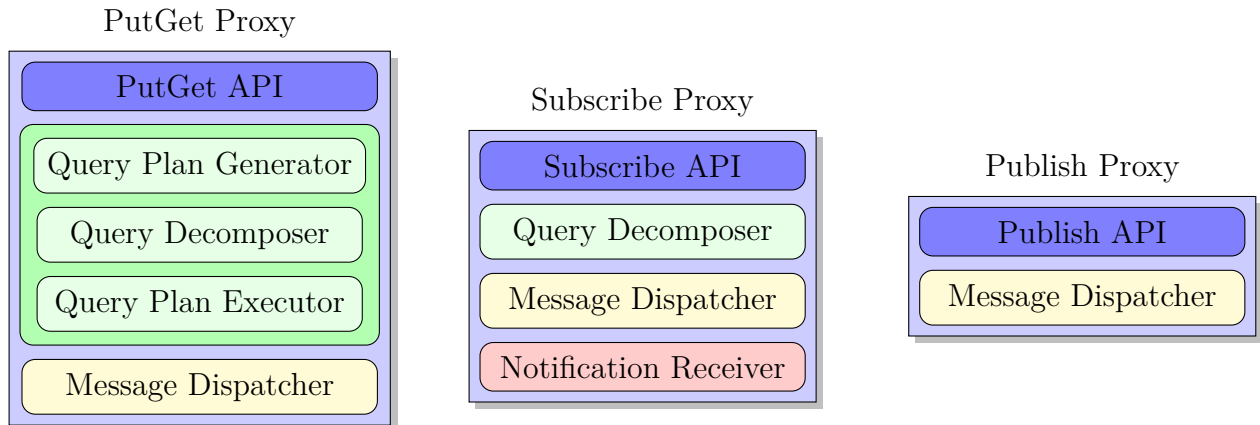 PutGet Proxy
PutGet API
Query Plan Generator
Query Decomposer
Query Plan Executor
Message Dispatcher
Subscribe Proxy
Subscribe API
Query Decomposer
Message Dispatcher
Notification Receiver
Publish Proxy
Publish API
Message Dispatcher